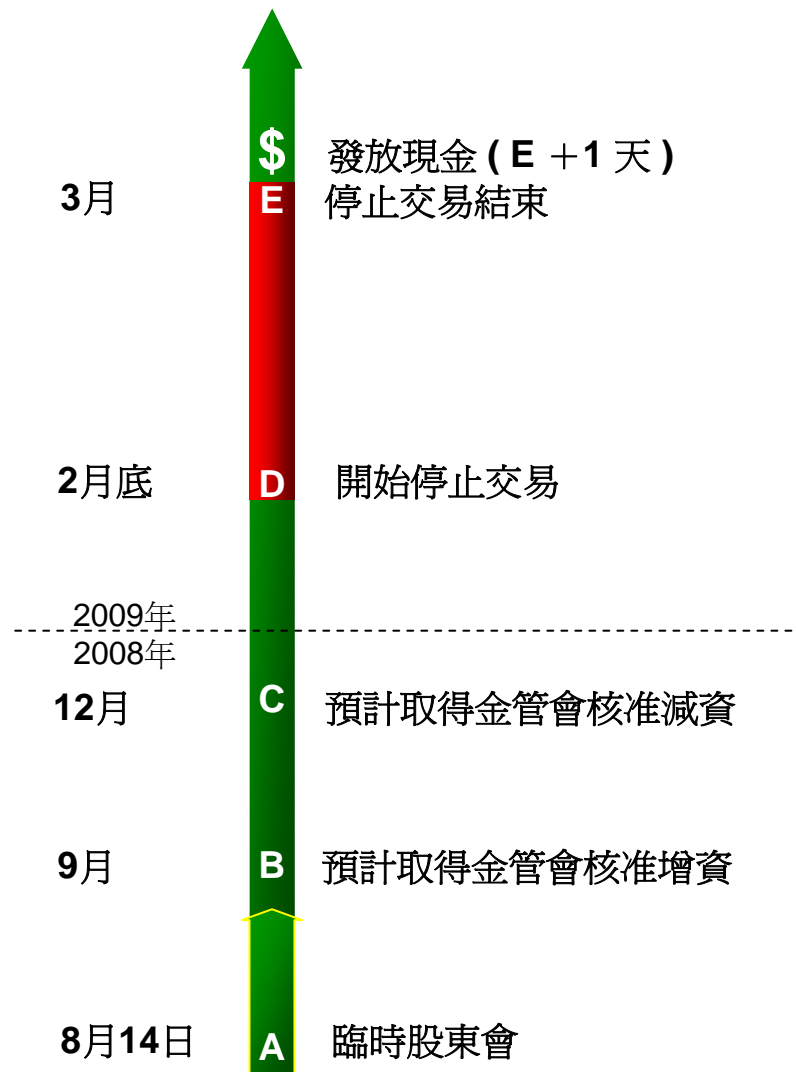 $ 發放現金 ( E ＋1 天 )
3月 E 停止交易結束
2月底 D 開始停止交易
2009年
2008年
12月 C 預計取得金管會核准減資
9月 B 預計取得金管會核准增資
8月14日 A 臨時股東會